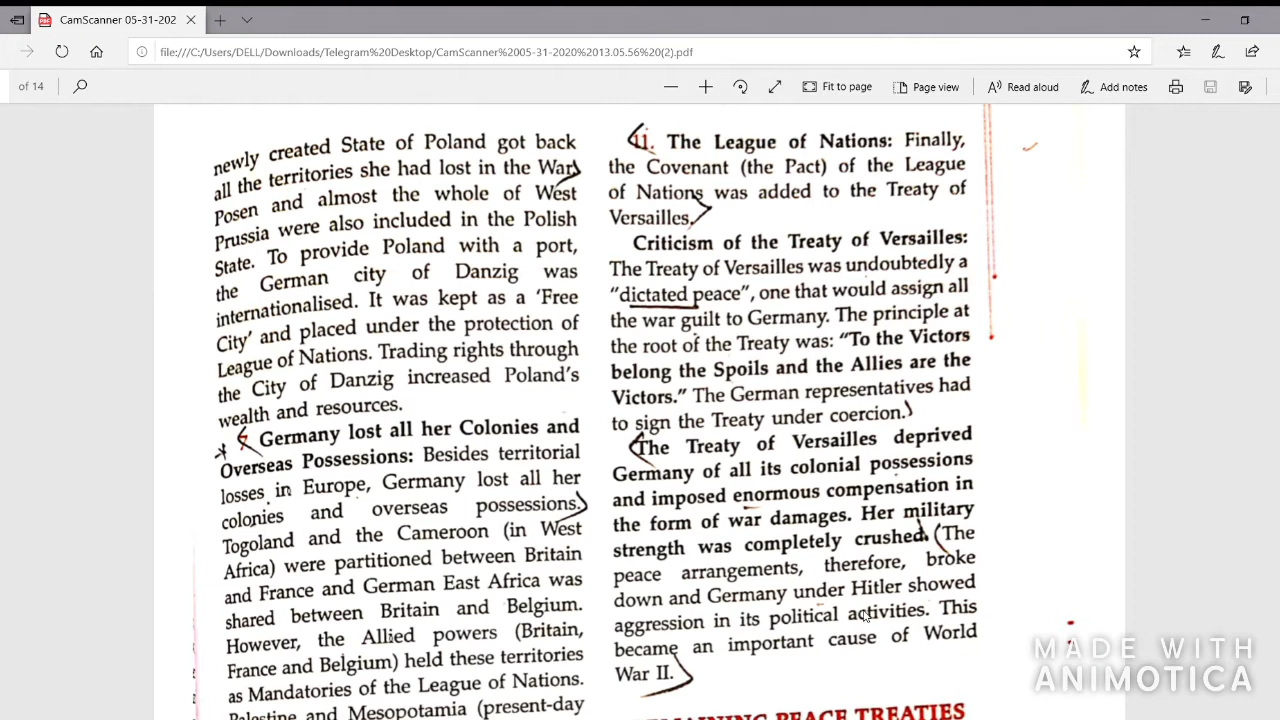 CamScanner 05-31-202
file:///C:/Users/DELL/Downloads/Telegram%20Desktop/CamScanner%2005-31-2020%2013.05.56%20(2).pdf
of 14
Fit to page
Page view
Read aloud
Add notes
newly created State of Poland got back
all the territories she had lost in the War.
Posen and almost the whole of West
Prussia were also included in the Polish
State. To provide Poland with a port,
the German city of Danzig was
internationalised. It was kept as a 'Free
City' and placed under the protection of
League of Nations. Trading rights through
the City of Danzig increased Poland's
wealth and resources.
Germany lost all her Colonies and
Overseas Possessions: Besides territorial
losses in Europe, Germany lost all her
colonies and overseas possessions.
Togoland and the Cameroon (in West
Africa) were partitioned between Britain
and France and German East Africa was
shared between Britain and Belgium.
However, the Allied powers (Britain,
France and Belgium) held these territories
as Mandatories of the League of Nations.
Palestine and Mesopotamia (present-day
The League of Nations: Finally,
the Covenant (the Pact) of the League
of Nations was added to the Treaty of
Versailles.
Criticism of the Treaty of Versailles:
The Treaty of Versailles was undoubtedly a
"dictated peace", one that would assign all
the war guilt to Germany. The principle at
the root of the Treaty was: "To the Victors
belong the Spoils and the Allies are the
Victors." The German representatives had
to sign the Treaty under coercion.
The Treaty of Versailles deprived
Germany of all its colonial possessions
and imposed enormous compensation in
the form of war damages. Her military
strength was completely crushed. The
peace arrangements, therefore, broke
down and Germany under Hitler showed
aggression in its political activities. This
became an important cause of World
War II.
PEACE TREATIES
MADE WITH
ANIMOTICA